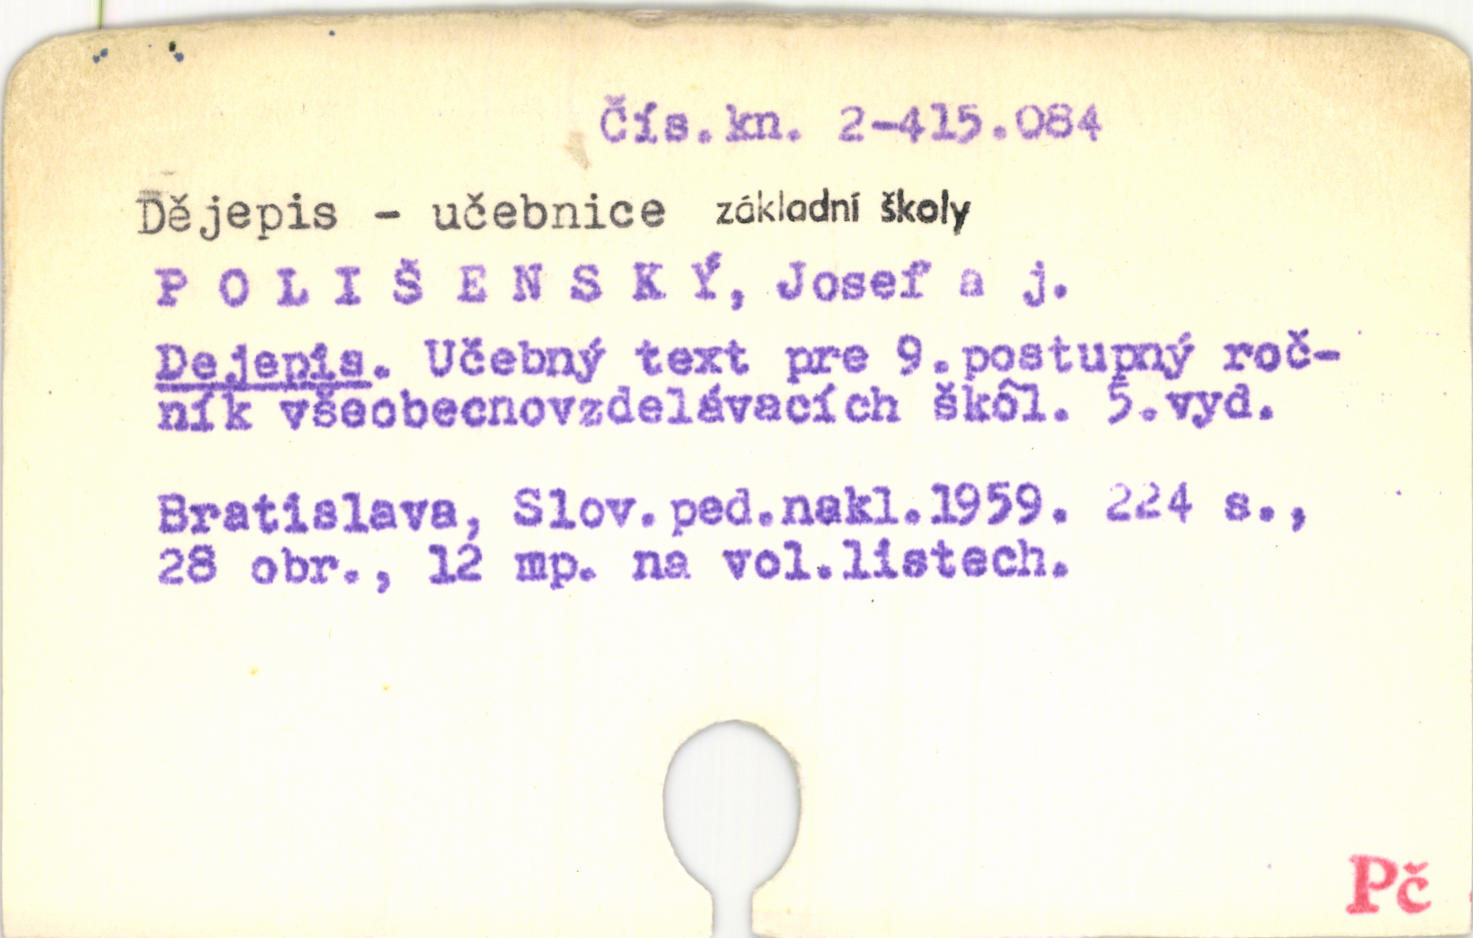 Čís.kn. 2-415.084
Dějepis - učebnice základní školy
P O L I Š E N S K Ý, Josef a j.
Dejepis. Učebný text pre 9.postupný roč-
ník všeobecnovzdelávacích škôl. 5.vyd.
Bratislava, Slov.ped.nakl.1959. 224 s.,
28 obr., 12 mp. na vol.listech.
Pč